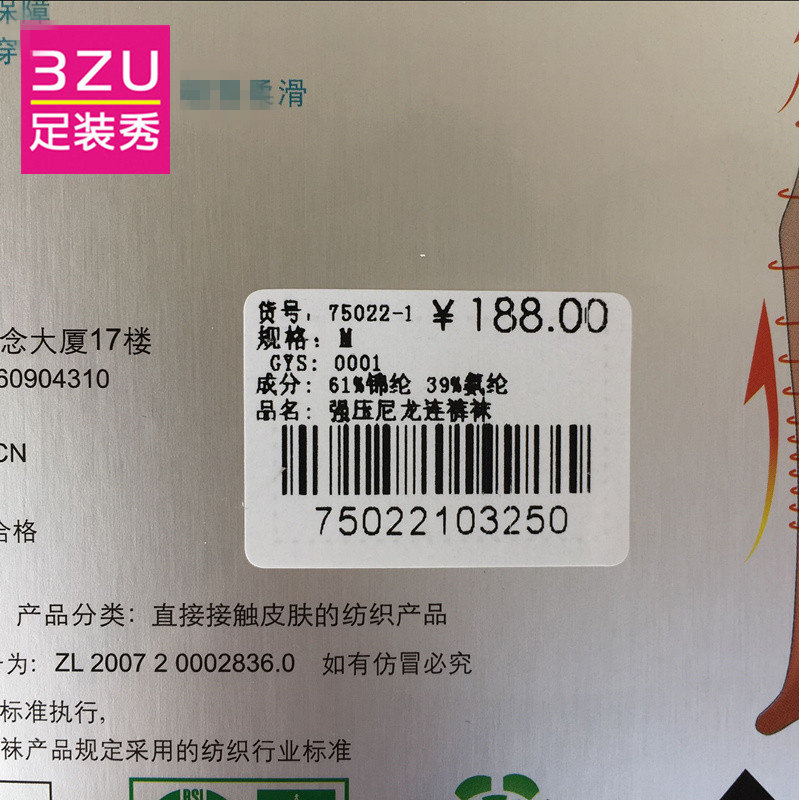 保障
穿
3ZU
足装秀
柔滑
念大厦17楼
60904310
CN
合格
货号: 75022-1 ¥188.00
规格: M
GYS: 0001
成分: 61%锦纶 39%氨纶
品名: 强压尼龙连裤袜
75022103250
产品分类: 直接接触皮肤的纺织产品
为: ZL 2007 2 0002836.0 如有仿冒必究
标准执行,
袜产品规定采用的纺织行业标准
BSI